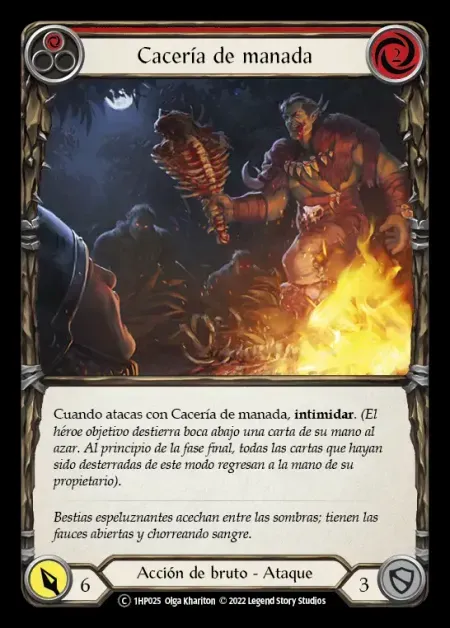 Cacería de manada
2
Cuando atacas con Cacería de manada, intimidar. (El
héroe objetivo destierra boca abajo una carta de su mano al
azar. Al principio de la fase final, todas las cartas que hayan
sido desterradas de este modo regresan a la mano de su
propietario).
Bestias espeluznantes acechan entre las sombras; tienen las
fauces abiertas y chorreando sangre.
6
Acción de bruto - Ataque
3
C 1HP025 Olga Khariton © 2022 Legend Story Studios